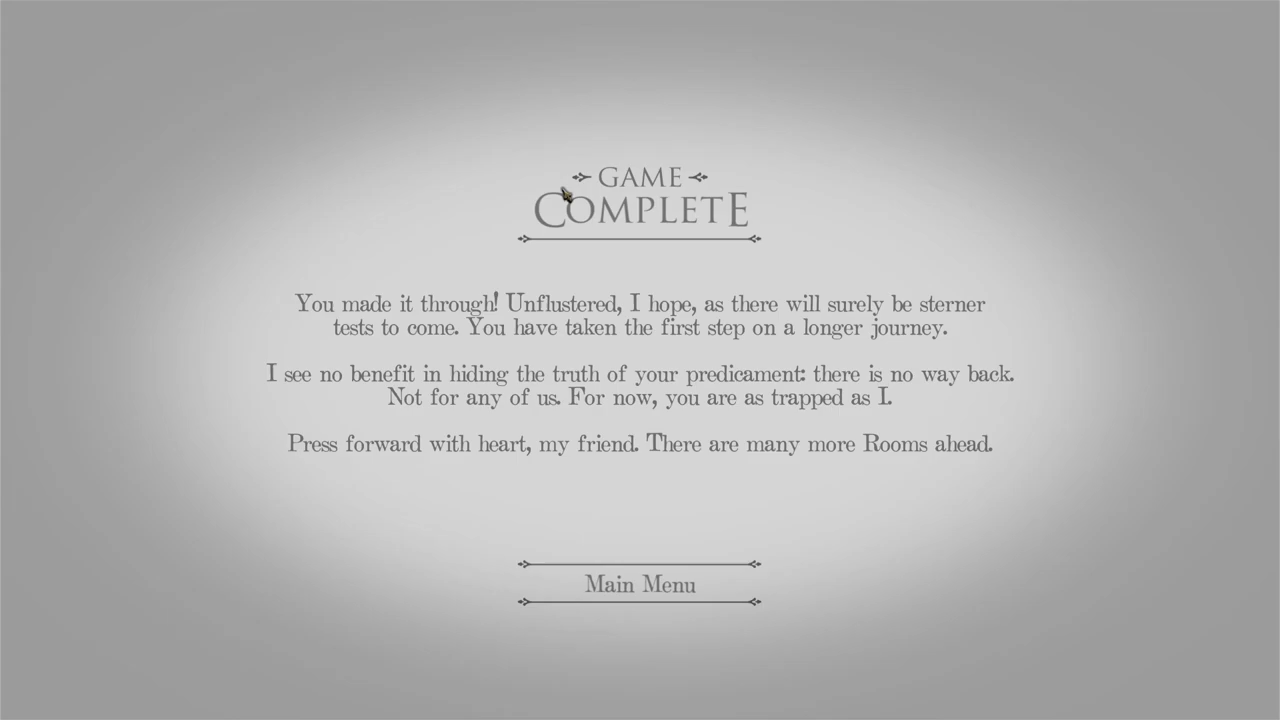 GAME
COMPLETE
You made it through! Unflustered, I hope, as there will surely be sterner
tests to come. You have taken the first step on a longer journey.
I see no benefit in hiding the truth of your predicament: there is no way back.
Not for any of us. For now, you are as trapped as I.
Press forward with heart, my friend. There are many more Rooms ahead.
Main Menu